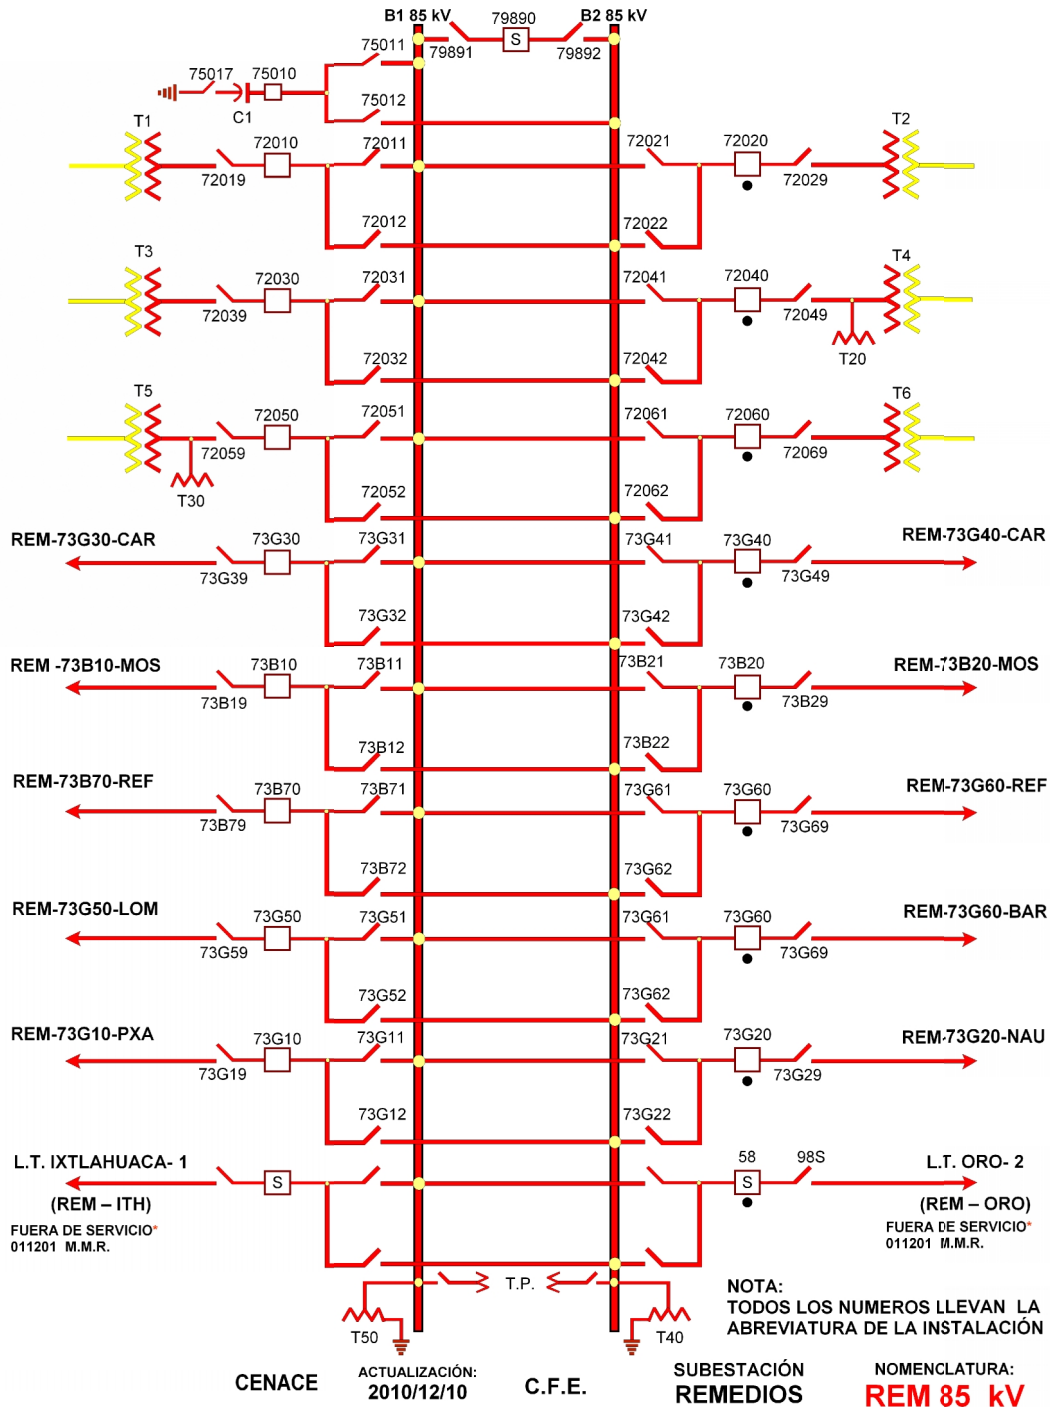 B1 85 kV
B2 85 kV
79890
S
79891
79892
75011
75017
75010
C1
75012
T1
72010
72011
72019
72012
72021
72020
T2
72029
72022
T3
72030
72031
72039
72032
72041
72040
T4
72049
T20
72042
T5
72050
72051
72059
T30
72052
72061
72060
T6
72069
72062
REM-73G30-CAR
73G30
73G31
73G39
73G32
73G41
73G40
REM-73G40-CAR
73G49
73G42
REM -73B10-MOS
73B10
73B11
73B19
73B12
73B21
73B20
REM-73B20-MOS
73B29
73B22
REM-73B70-REF
73B70
73B71
73B79
73B72
73G61
73G60
REM-73G60-REF
73G69
73G62
REM-73G50-LOM
73G50
73G51
73G59
73G52
73G61
73G60
REM-73G60-BAR
73G69
73G62
REM-73G10-PXA
73G10
73G11
73G19
73G12
73G21
73G20
REM-73G20-NAU
73G29
73G22
L.T. IXTLAHUACA- 1
S
(REM – ITH)
FUERA DE SERVICIO*
011201 M.M.R.
58
98S
S
L.T. ORO- 2
(REM – ORO)
FUERA DE SERVICIO*
011201 M.M.R.
T.P.
T50
T40
NOTA:
TODOS LOS NUMEROS LLEVAN LA
ABREVIATURA DE LA INSTALACIÓN
CENACE
ACTUALIZACIÓN:
2010/12/10
C.F.E.
SUBESTACIÓN
REMEDIOS
NOMENCLATURA:
REM 85 kV